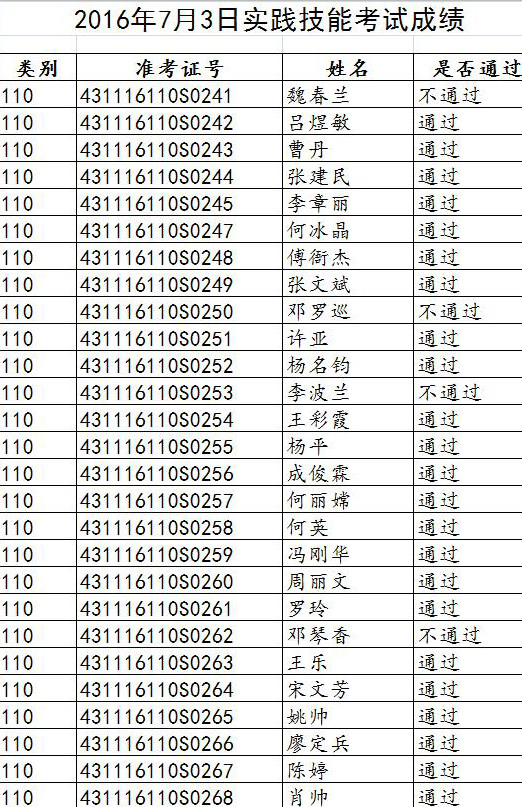 2016年7月3日实践技能考试成绩
类别 准考证号 姓名 是否通过
110 431116110S0241 魏春兰 不通过
110 431116110S0242 吕煜敏 通过
110 431116110S0243 曹丹 通过
110 431116110S0244 张建民 通过
110 431116110S0245 李章丽 通过
110 431116110S0247 何冰晶 通过
110 431116110S0248 傅衙杰 通过
110 431116110S0249 张文斌 通过
110 431116110S0250 邓罗巡 不通过
110 431116110S0251 许亚 通过
110 431116110S0252 杨名钧 通过
110 431116110S0253 李波兰 不通过
110 431116110S0254 王彩霞 通过
110 431116110S0255 杨平 通过
110 431116110S0256 成俊霖 通过
110 431116110S0257 何丽嫦 通过
110 431116110S0258 何英 通过
110 431116110S0259 冯刚华 通过
110 431116110S0260 周丽文 通过
110 431116110S0261 罗玲 通过
110 431116110S0262 邓琴香 不通过
110 431116110S0263 王乐 通过
110 431116110S0264 宋文芳 通过
110 431116110S0265 姚帅 通过
110 431116110S0266 廖定兵 通过
110 431116110S0267 陈婷 通过
110 431116110S0268 肖帅 通过